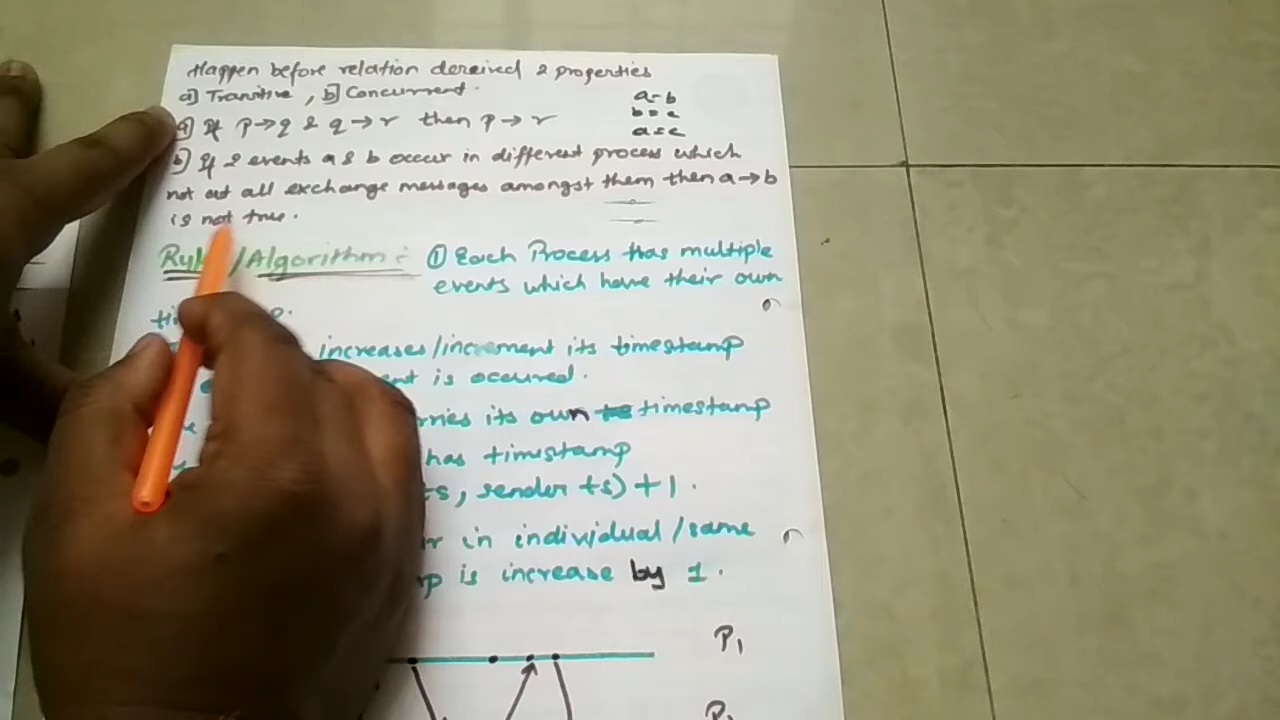 Happen before relation dereived 2 properties
a] Transitive, b] Concurrent.
a-b
b=c
a=c
a) If p→q & q→r then p→r
b) If 2 events a & b occur in different process which
not out all exchange messages amongst them then a→b
is not true.
/Algorithm : ① Each Process has multiple
events which have their own
increases/increment its timestamp
is occured.
its own timestamp
has timestamp
, sender ts) + 1.
in individual/same
is increase by 1.
P1